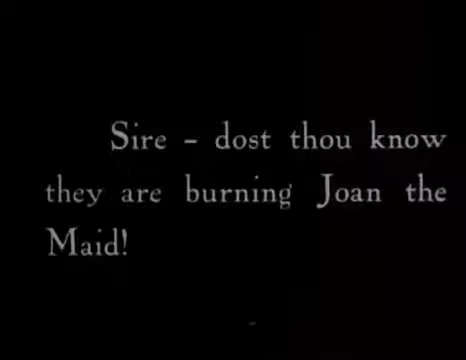 Sire - dost thou know
they are burning Joan the
Maid!